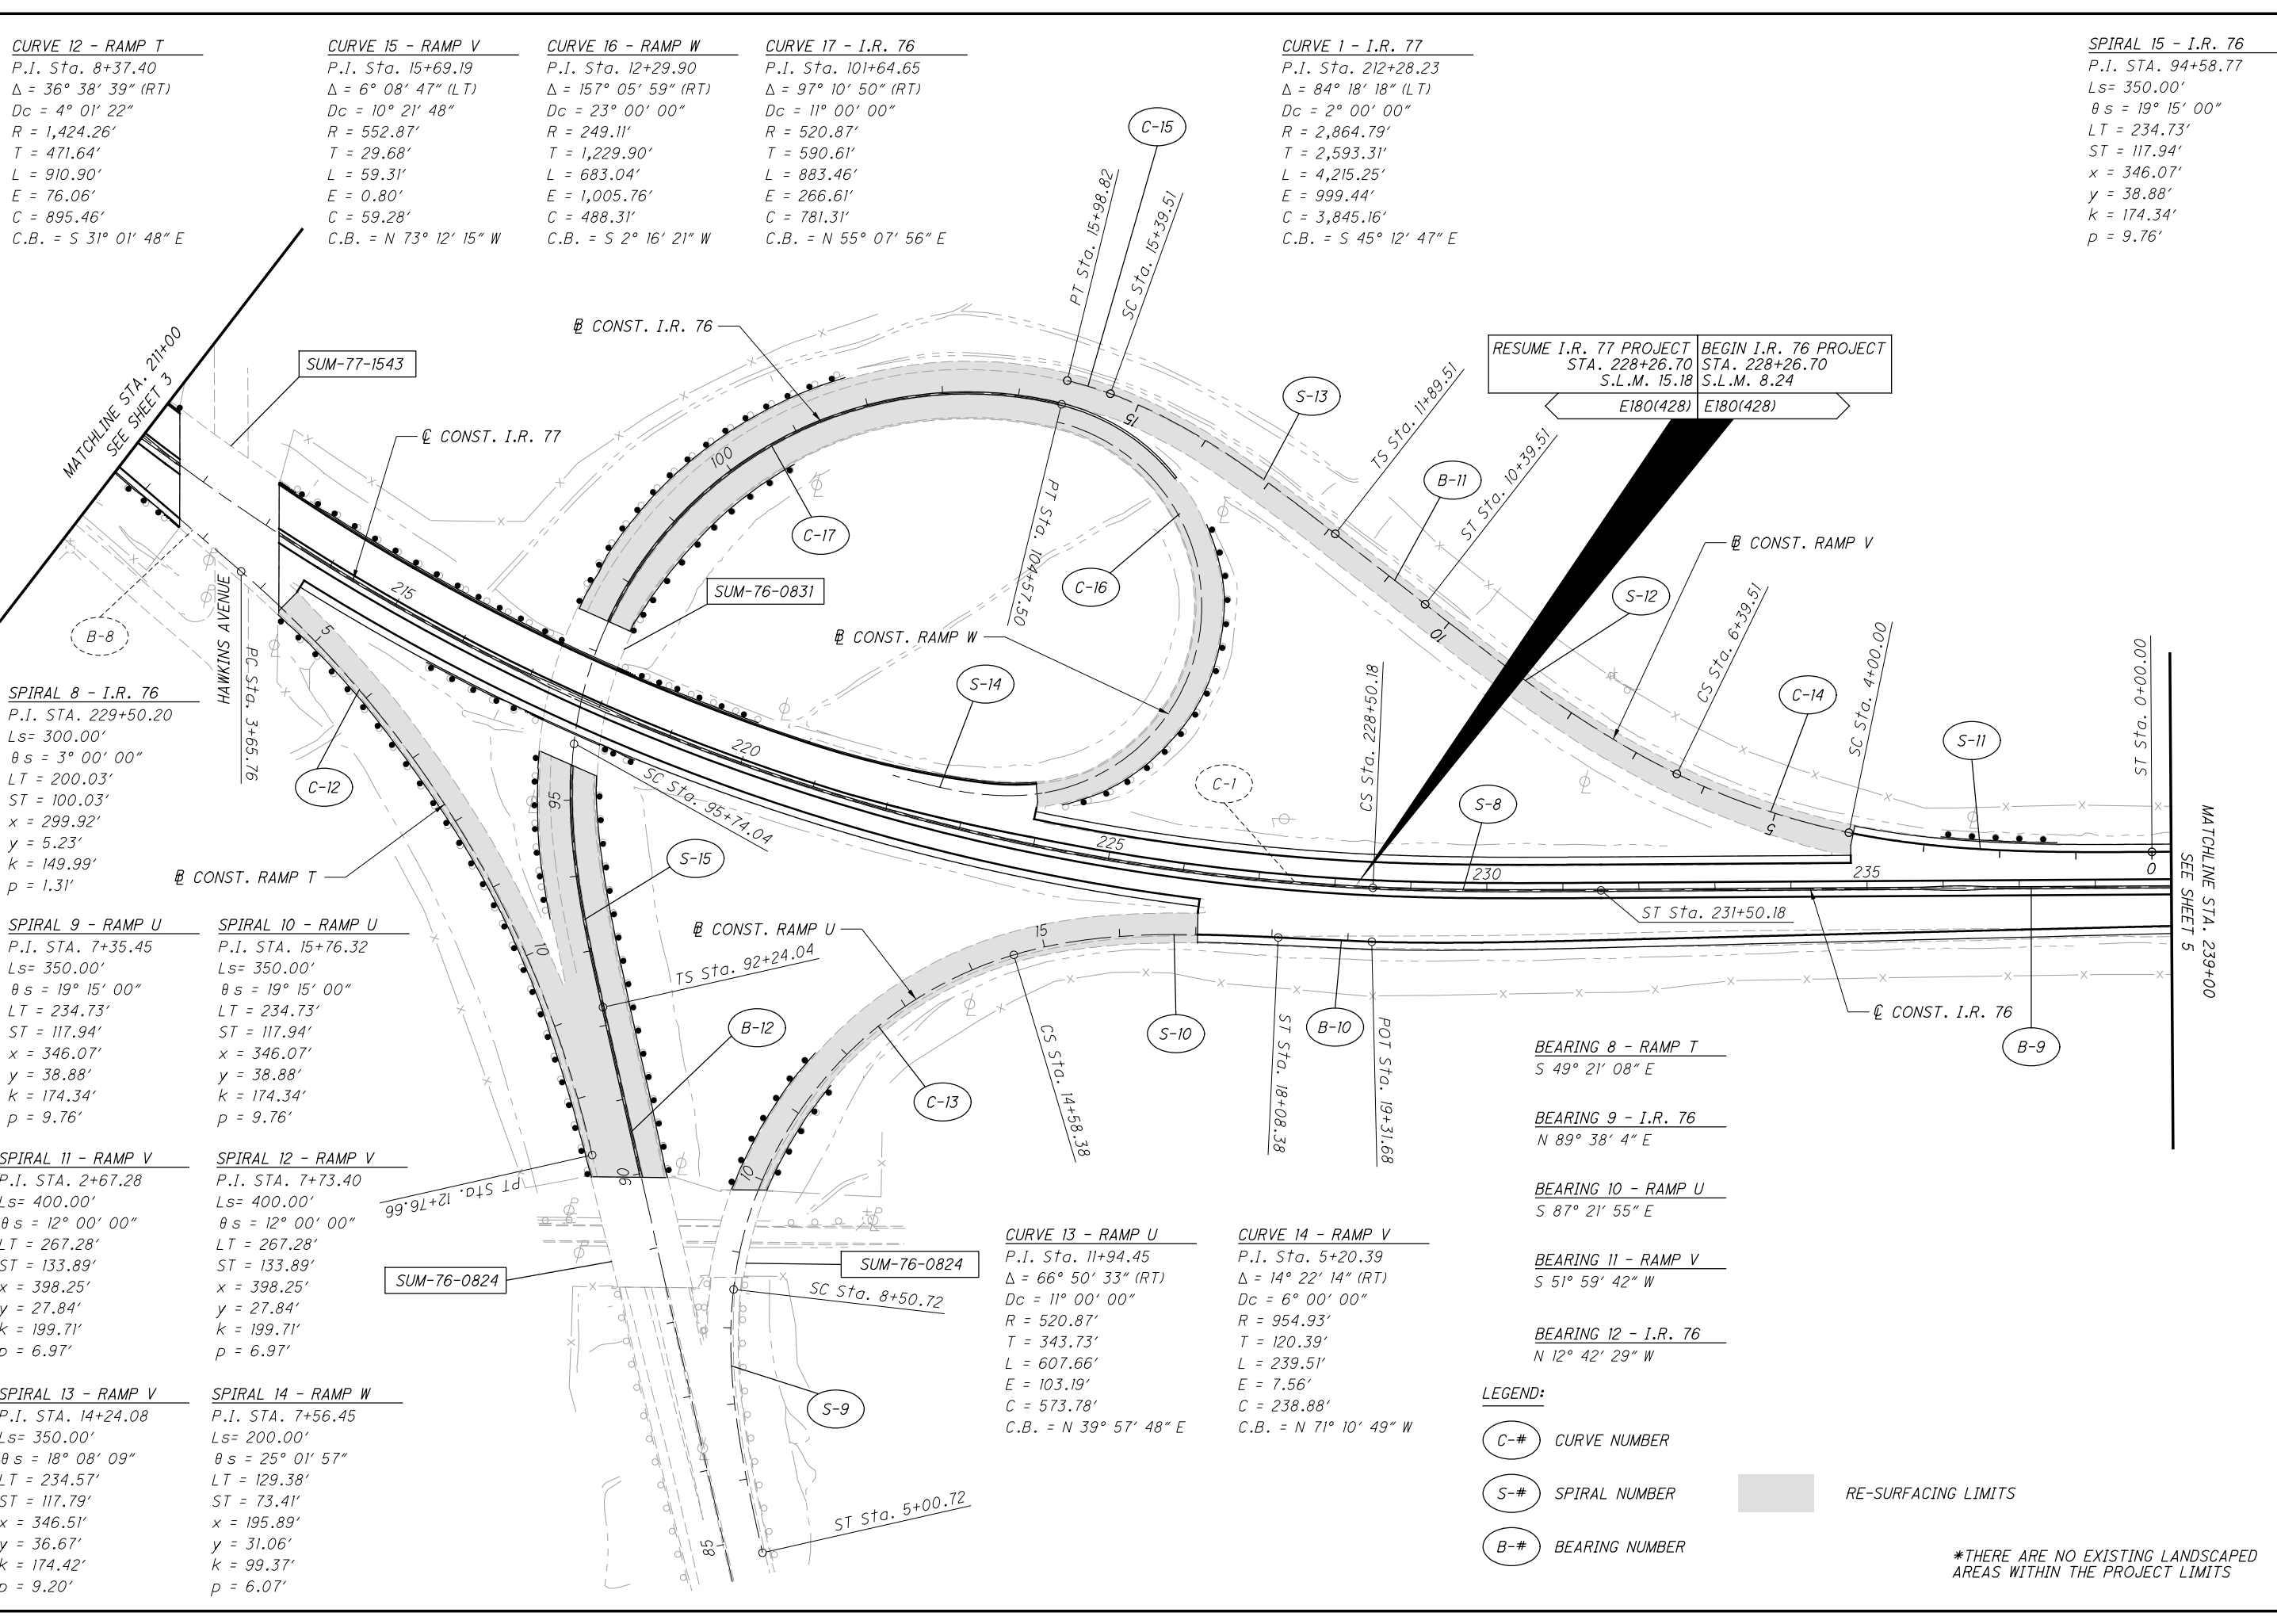 CURVE 12 - RAMP T
P.I. Sta. 8+37.40
Δ = 36° 38' 39" (RT)
Dc = 4° 01' 22"
R = 1,424.26'
T = 471.64'
L = 910.90'
E = 76.06'
C = 895.46'
C.B. = S 31° 01' 48" E
CURVE 15 - RAMP V
P.I. Sta. 15+69.19
Δ = 6° 08' 47" (LT)
Dc = 10° 21' 48"
R = 552.87'
T = 29.68'
L = 59.31'
E = 0.80'
C = 59.28'
C.B. = N 73° 12' 15" W
CURVE 16 - RAMP W
P.I. Sta. 12+29.90
Δ = 157° 05' 59" (RT)
Dc = 23° 00' 00"
R = 249.11'
T = 1,229.90'
L = 683.04'
E = 1,005.76'
C = 488.31'
C.B. = S 2° 16' 21" W
CURVE 17 - I.R. 76
P.I. Sta. 101+64.65
Δ = 97° 10' 50" (RT)
Dc = 11° 00' 00"
R = 520.87'
T = 590.61'
L = 883.46'
E = 266.61'
C = 781.31'
C.B. = N 55° 07' 56" E
CURVE 1 - I.R. 77
P.I. Sta. 212+28.23
Δ = 84° 18' 18" (LT)
Dc = 2° 00' 00"
R = 2,864.79'
T = 2,593.31'
L = 4,215.25'
E = 999.44'
C = 3,845.16'
C.B. = S 45° 12' 47" E
SPIRAL 15 - I.R. 76
P.I. STA. 94+58.77
Ls= 350.00'
θs = 19° 15' 00"
LT = 234.73'
ST = 117.94'
x = 346.07'
y = 38.88'
k = 174.34'
p = 9.76'
C-15
PT Sta. 15+98.82
SC Sta. 15+39.51
MATCHLINE STA. 211+00
SEE SHEET 3
SUM-77-1543
℄ CONST. I.R. 77
B CONST. I.R. 76
RESUME I.R. 77 PROJECT
STA. 228+26.70
S.L.M. 15.18
E180(428)
BEGIN I.R. 76 PROJECT
STA. 228+26.70
S.L.M. 8.24
E180(428)
S-13
TS Sta. 11+89.51
B-11
ST Sta. 10+39.51
15
100
C-17
C-16
PT Sta. 104+57.50
B CONST. RAMP V
SUM-76-0831
215
5
HAWKINS AVENUE
PC Sta. 3+65.76
B-8
B CONST. RAMP W
S-14
S-12
10
CS Sta. 6+39.51
C-14
SC Sta. 4+00.00
S-11
ST Sta. 0+00.00
CS Sta. 228+50.18
C-1
S-8
220
225
230
235
5
0
MATCHLINE STA. 239+00
SEE SHEET 5
C-12
95
SC Sta. 95+74.04
S-15
B CONST. RAMP T
B CONST. RAMP U
15
ST Sta. 231+50.18
℄ CONST. I.R. 76
B-9
10
TS Sta. 92+24.04
B-12
S-10
B-10
CS Sta. 14+58.38
ST Sta. 18+08.38
POT Sta. 19+31.68
C-13
PT Sta. 12+76.66
90
10
SUM-76-0824
SUM-76-0824
SC Sta. 8+50.72
S-9
ST Sta. 5+00.72
85
SPIRAL 8 - I.R. 76
P.I. STA. 229+50.20
Ls= 300.00'
θs = 3° 00' 00"
LT = 200.03'
ST = 100.03'
x = 299.92'
y = 5.23'
k = 149.99'
p = 1.31'
SPIRAL 9 - RAMP U
P.I. STA. 7+35.45
Ls= 350.00'
θs = 19° 15' 00"
LT = 234.73'
ST = 117.94'
x = 346.07'
y = 38.88'
k = 174.34'
p = 9.76'
SPIRAL 10 - RAMP U
P.I. STA. 15+76.32
Ls= 350.00'
θs = 19° 15' 00"
LT = 234.73'
ST = 117.94'
x = 346.07'
y = 38.88'
k = 174.34'
p = 9.76'
SPIRAL 11 - RAMP V
P.I. STA. 2+67.28
Ls= 400.00'
θs = 12° 00' 00"
LT = 267.28'
ST = 133.89'
x = 398.25'
y = 27.84'
k = 199.71'
p = 6.97'
SPIRAL 12 - RAMP V
P.I. STA. 7+73.40
Ls= 400.00'
θs = 12° 00' 00"
LT = 267.28'
ST = 133.89'
x = 398.25'
y = 27.84'
k = 199.71'
p = 6.97'
SPIRAL 13 - RAMP V
P.I. STA. 14+24.08
Ls= 350.00'
θs = 18° 08' 09"
LT = 234.57'
ST = 117.79'
x = 346.51'
y = 36.67'
k = 174.42'
p = 9.20'
SPIRAL 14 - RAMP W
P.I. STA. 7+56.45
Ls= 200.00'
θs = 25° 01' 57"
LT = 129.38'
ST = 73.41'
x = 195.89'
y = 31.06'
k = 99.37'
p = 6.07'
CURVE 13 - RAMP U
P.I. Sta. 11+94.45
Δ = 66° 50' 33" (RT)
Dc = 11° 00' 00"
R = 520.87'
T = 343.73'
L = 607.66'
E = 103.19'
C = 573.78'
C.B. = N 39° 57' 48" E
CURVE 14 - RAMP V
P.I. Sta. 5+20.39
Δ = 14° 22' 14" (RT)
Dc = 6° 00' 00"
R = 954.93'
T = 120.39'
L = 239.51'
E = 7.56'
C = 238.88'
C.B. = N 71° 10' 49" W
BEARING 8 - RAMP T
S 49° 21' 08" E
BEARING 9 - I.R. 76
N 89° 38' 4" E
BEARING 10 - RAMP U
S 87° 21' 55" E
BEARING 11 - RAMP V
S 51° 59' 42" W
BEARING 12 - I.R. 76
N 12° 42' 29" W
LEGEND:
C-# CURVE NUMBER
S-# SPIRAL NUMBER
RE-SURFACING LIMITS
B-# BEARING NUMBER
*THERE ARE NO EXISTING LANDSCAPED
AREAS WITHIN THE PROJECT LIMITS